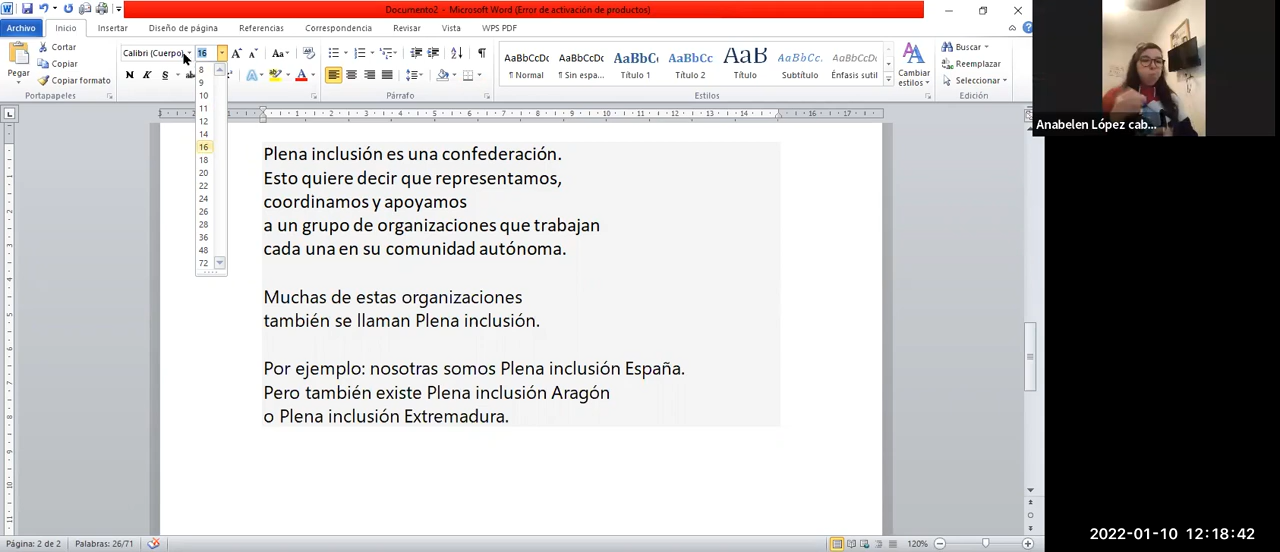 Documento2 - Microsoft Word (Error de activación de productos)
Archivo Inicio Insertar Diseño de página Referencias Correspondencia Revisar Vista WPS PDF
Pegar
Cortar
Copiar
Copiar formato
Portapapeles
Calibri (Cuerpo) 16
N K S
Aa
8
9
10
11
12
14
16
18
20
22
24
26
28
36
48
72
Párrafo
AaBbCcDc AaBbCcDc AaBbC AaBbCc AaB AaBbCc. AaBbCcDc
¶ Normal ¶ Sin espa... Título 1 Título 2 Título Subtítulo Énfasis sutil
Estilos
Cambiar
estilos
Buscar
Reemplazar
Seleccionar
Edición
Plena inclusión es una confederación.
Esto quiere decir que representamos,
coordinamos y apoyamos
a un grupo de organizaciones que trabajan
cada una en su comunidad autónoma.
Muchas de estas organizaciones
también se llaman Plena inclusión.
Por ejemplo: nosotras somos Plena inclusión España.
Pero también existe Plena inclusión Aragón
o Plena inclusión Extremadura.
Página: 2 de 2 Palabras: 26/71
120%
Anabelen López cab...
2022-01-10 12:18:42